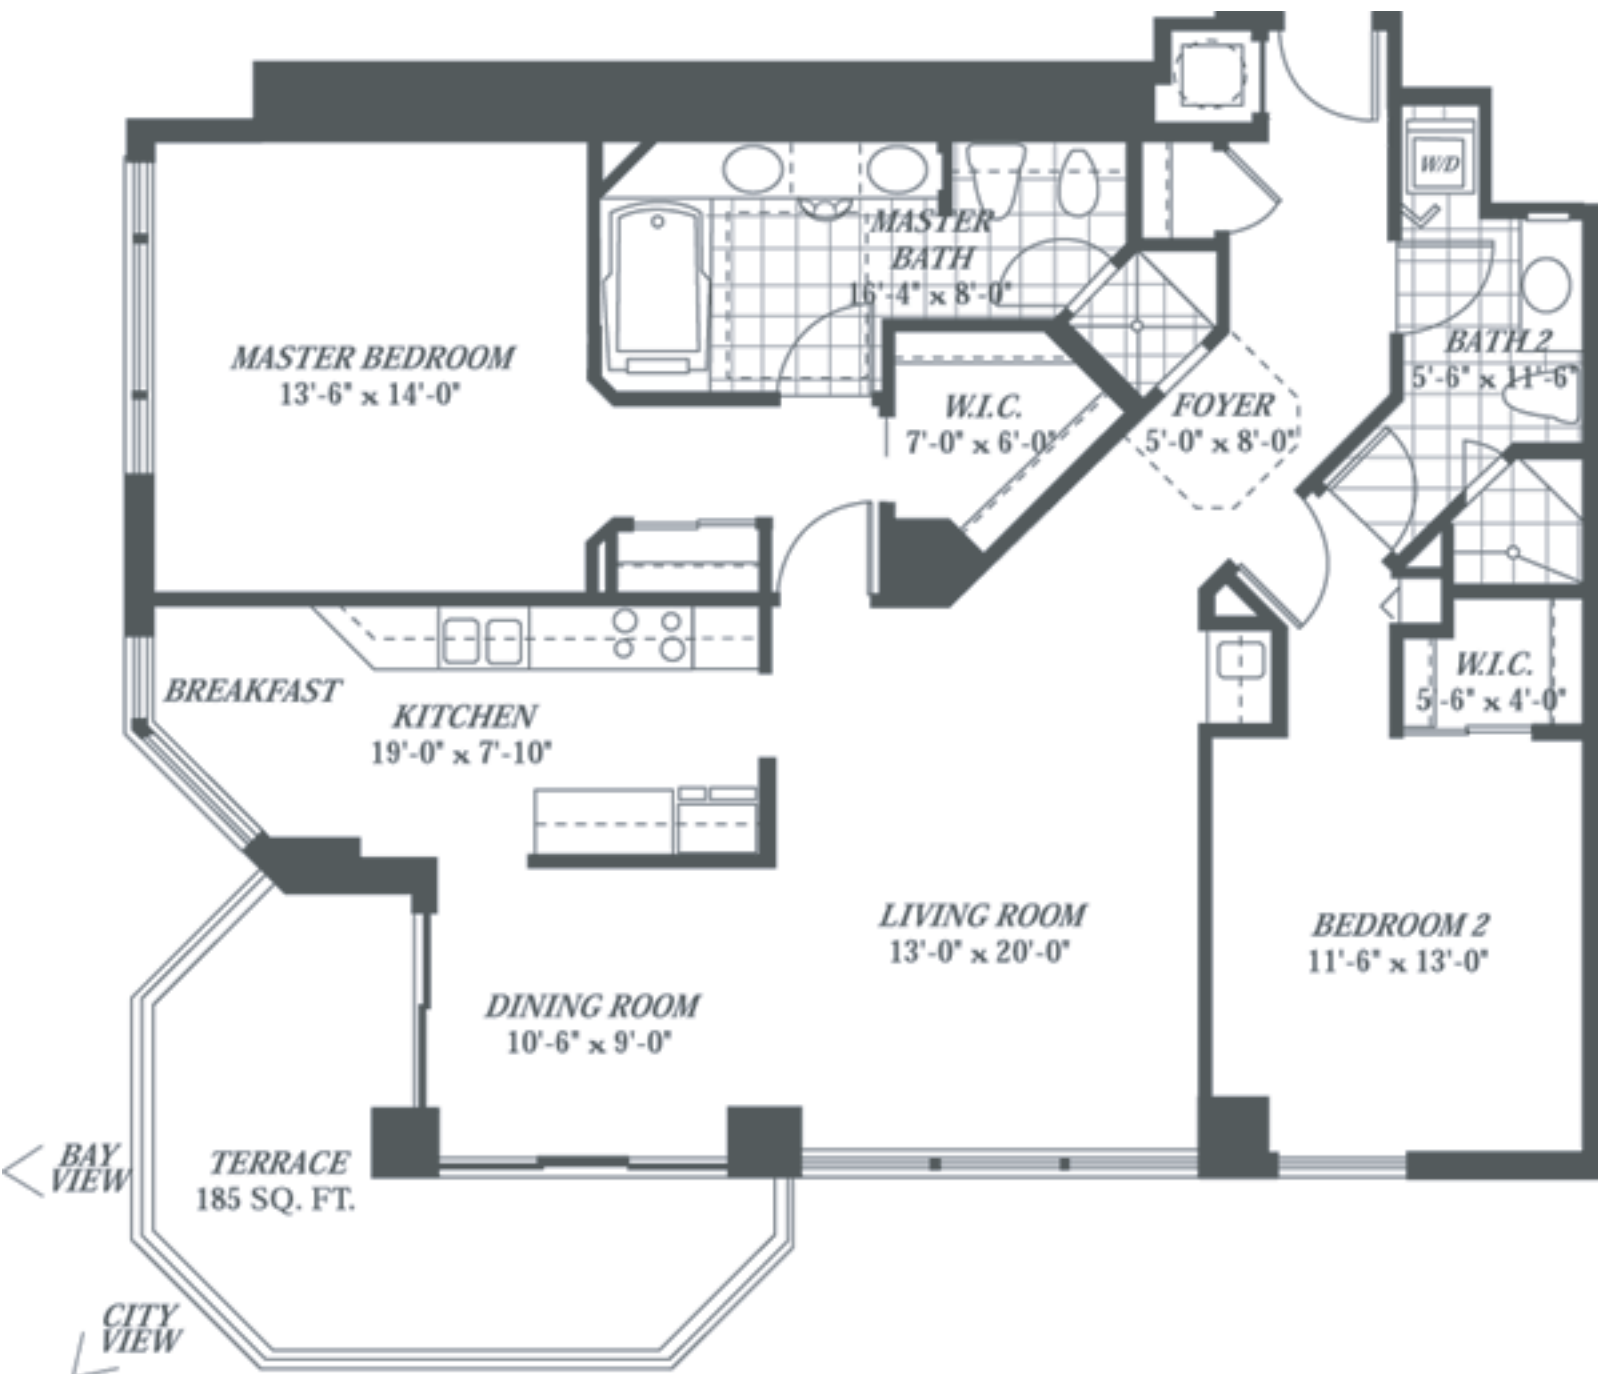 W/D
MASTER
BATH
16'-4" x 8'-0"
BATH 2
5'-6" x 11'-6"
MASTER BEDROOM
13'-6" x 14'-0"
W.I.C.
7'-0" x 6'-0"
FOYER
5'-0" x 8'-0"
BREAKFAST
KITCHEN
19'-0" x 7'-10"
W.I.C.
5'-6" x 4'-0"
LIVING ROOM
13'-0" x 20'-0"
BEDROOM 2
11'-6" x 13'-0"
DINING ROOM
10'-6" x 9'-0"
BAY
VIEW
TERRACE
185 SQ. FT.
CITY
VIEW